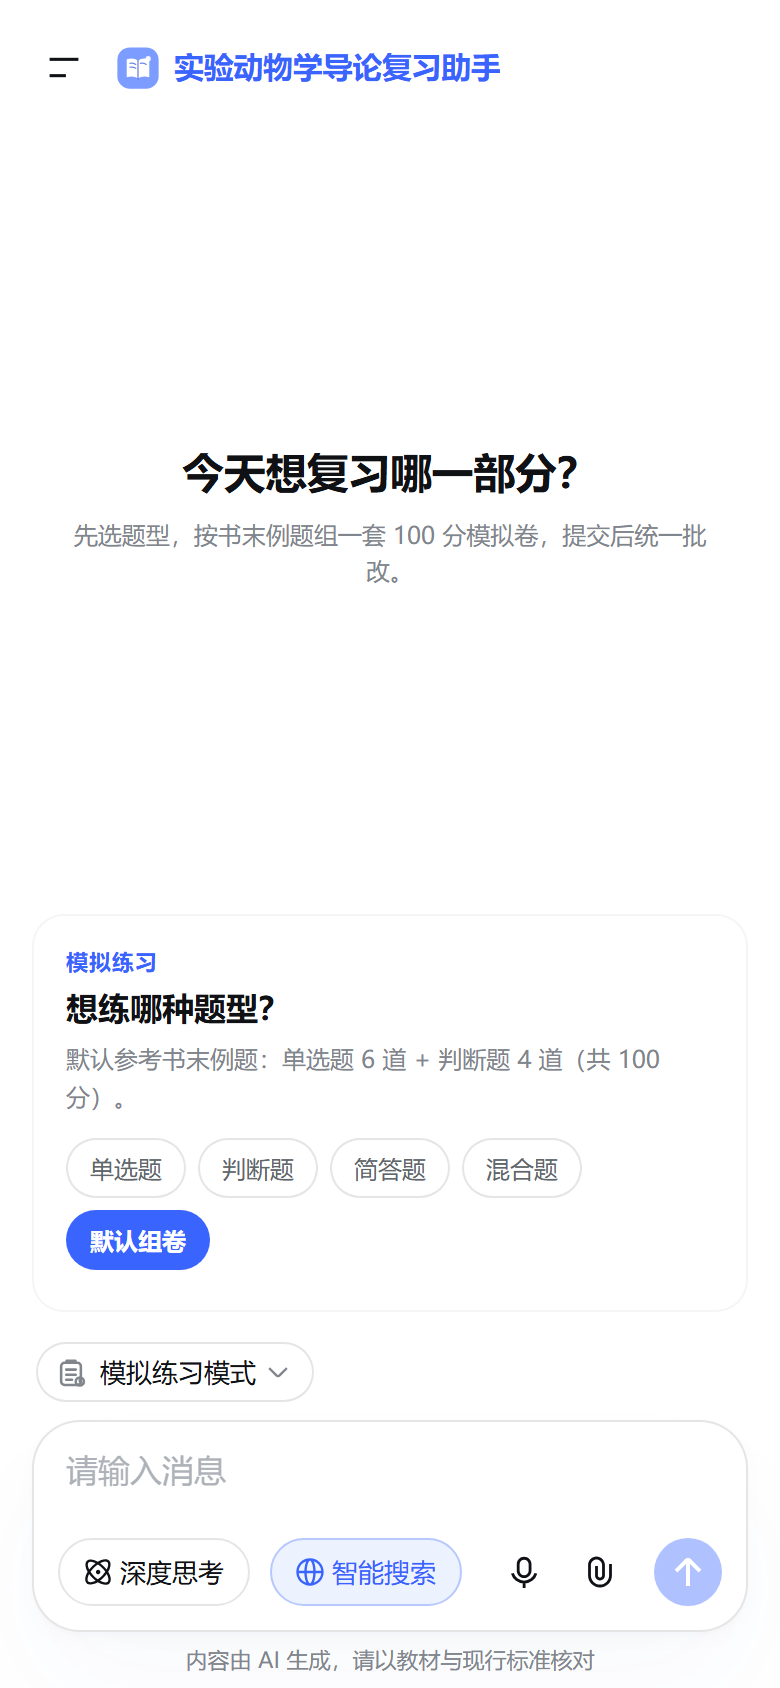 实验动物学导论复习助手
今天想复习哪一部分？
先选题型，按书末例题组一套 100 分模拟卷，提交后统一批
改。
模拟练习
想练哪种题型？
默认参考书末例题：单选题 6 道 + 判断题 4 道（共 100
分）。
单选题 判断题 简答题 混合题
默认组卷
模拟练习模式
请输入消息
深度思考 智能搜索
内容由 AI 生成，请以教材与现行标准核对